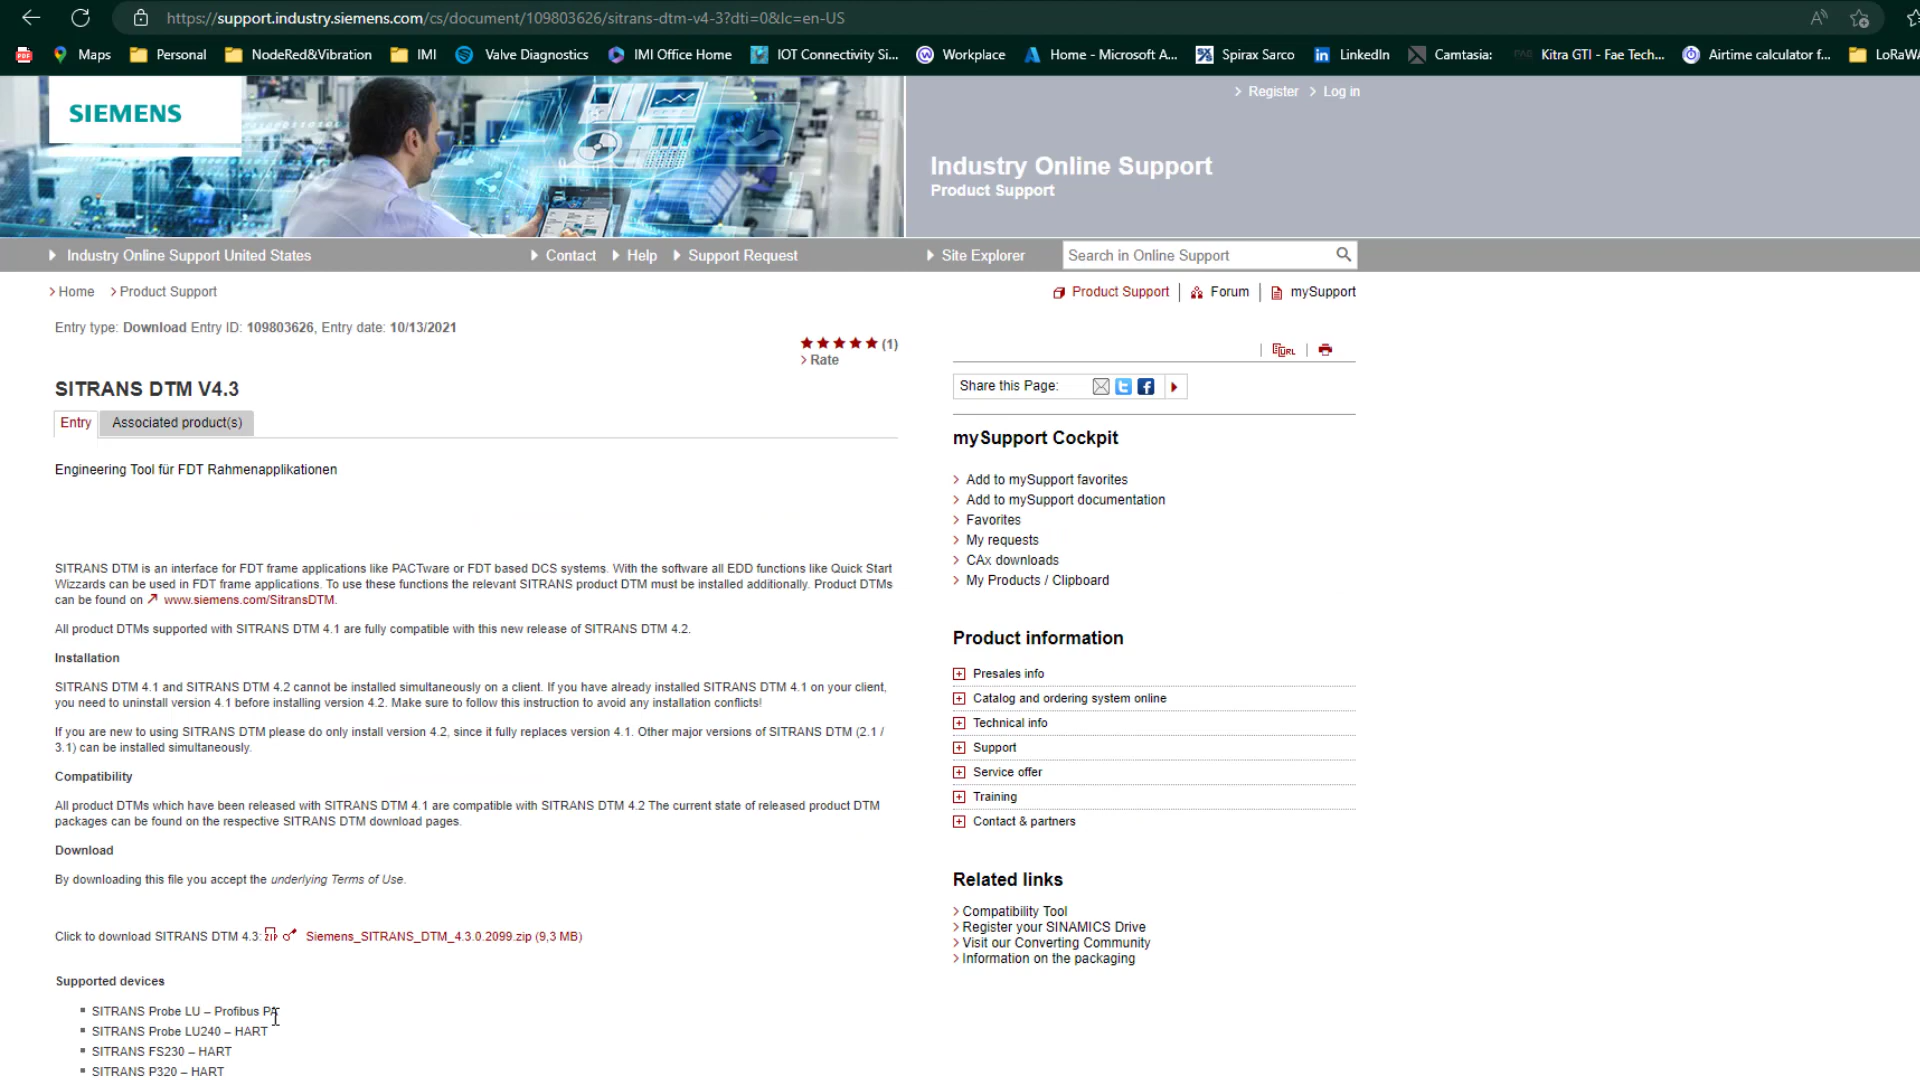 https://support.industry.siemens.com/cs/document/109803626/sitrans-dtm-v4-3?dti=0&lc=en-US
Maps
Personal
NodeRed&Vibration
IMI
Valve Diagnostics
IMI Office Home
IOT Connectivity Si...
Workplace
Home - Microsoft A...
Spirax Sarco
LinkedIn
Camtasia:
Kitra GTI - Fae Tech...
Airtime calculator f...
LoRaWA
SIEMENS
Register
Log in
Industry Online Support
Product Support
Industry Online Support United States
Contact
Help
Support Request
Site Explorer
Search in Online Support
Home
Product Support
Product Support
Forum
mySupport
Entry type: Download Entry ID: 109803626, Entry date: 10/13/2021
(1)
Rate
SITRANS DTM V4.3
Entry
Associated product(s)
Engineering Tool für FDT Rahmenapplikationen
SITRANS DTM is an interface for FDT frame applications like PACTware or FDT based DCS systems. With the software all EDD functions like Quick Start
Wizzards can be used in FDT frame applications. To use these functions the relevant SITRANS product DTM must be installed additionally. Product DTMs
can be found on www.siemens.com/SitransDTM.
All product DTMs supported with SITRANS DTM 4.1 are fully compatible with this new release of SITRANS DTM 4.2.
Installation
SITRANS DTM 4.1 and SITRANS DTM 4.2 cannot be installed simultaneously on a client. If you have already installed SITRANS DTM 4.1 on your client,
you need to uninstall version 4.1 before installing version 4.2. Make sure to follow this instruction to avoid any installation conflicts!
If you are new to using SITRANS DTM please do only install version 4.2, since it fully replaces version 4.1. Other major versions of SITRANS DTM (2.1 /
3.1) can be installed simultaneously.
Compatibility
All product DTMs which have been released with SITRANS DTM 4.1 are compatible with SITRANS DTM 4.2 The current state of released product DTM
packages can be found on the respective SITRANS DTM download pages.
Download
By downloading this file you accept the underlying Terms of Use.
Click to download SITRANS DTM 4.3: ZIP Siemens_SITRANS_DTM_4.3.0.2099.zip (9,3 MB)
Supported devices
SITRANS Probe LU – Profibus PA
SITRANS Probe LU240 – HART
SITRANS FS230 – HART
SITRANS P320 – HART
URL
Share this Page:
mySupport Cockpit
Add to mySupport favorites
Add to mySupport documentation
Favorites
My requests
CAx downloads
My Products / Clipboard
Product information
Presales info
Catalog and ordering system online
Technical info
Support
Service offer
Training
Contact & partners
Related links
Compatibility Tool
Register your SINAMICS Drive
Visit our Converting Community
Information on the packaging